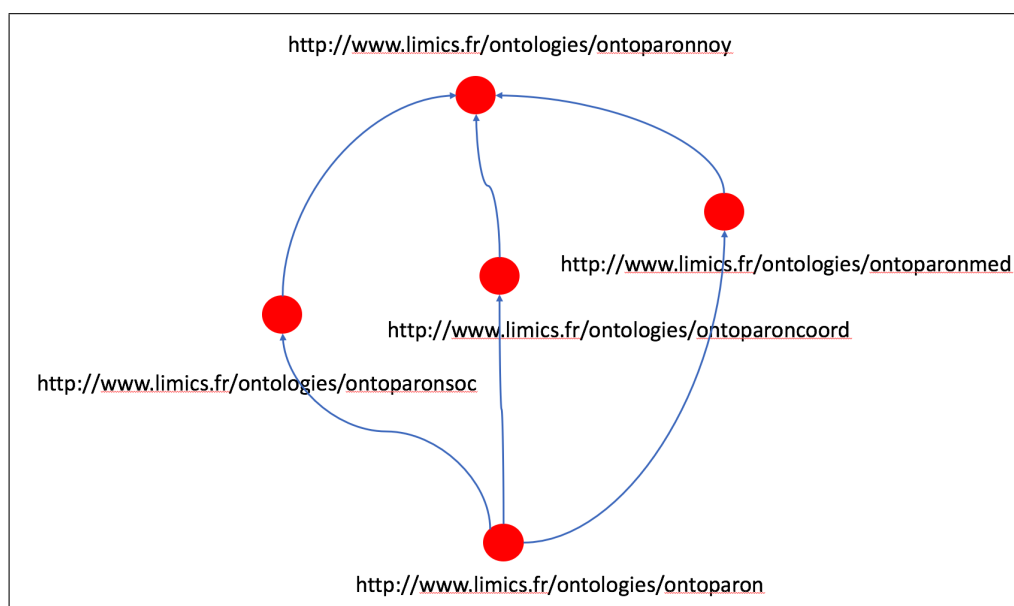 http://www.limics.fr/ontologies/ontoparonnoy
http://www.limics.fr/ontologies/ontoparonmed
http://www.limics.fr/ontologies/ontoparoncoord
http://www.limics.fr/ontologies/ontoparonsoc
http://www.limics.fr/ontologies/ontoparon